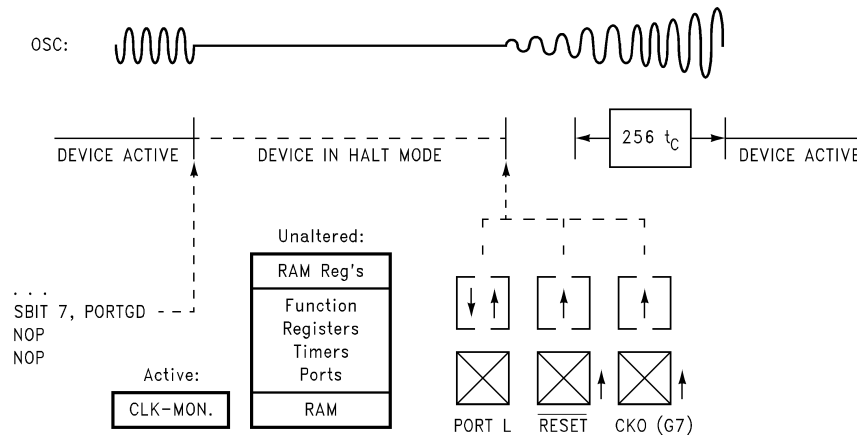 OSC:
256 tC
DEVICE ACTIVE
DEVICE IN HALT MODE
DEVICE ACTIVE
Unaltered:
RAM Reg's
. . .
SBIT 7, PORTGD
NOP
NOP
Function
Registers
Timers
Ports
Active:
CLK-MON.
RAM
PORT L
RESET
CKO (G7)